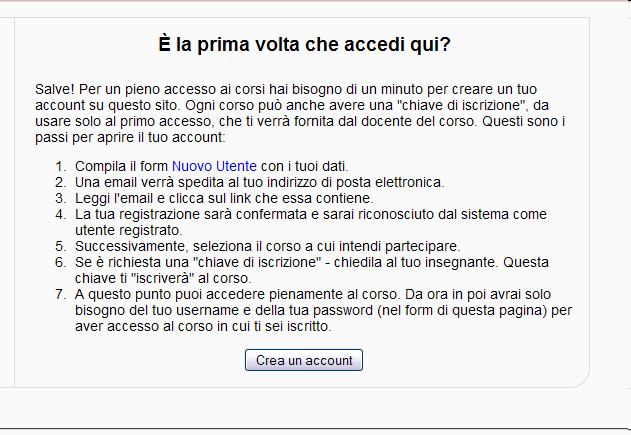 È la prima volta che accedi qui?
Salve! Per un pieno accesso ai corsi hai bisogno di un minuto per creare un tuo
account su questo sito. Ogni corso può anche avere una "chiave di iscrizione", da
usare solo al primo accesso, che ti verrà fornita dal docente del corso. Questi sono i
passi per aprire il tuo account:
1. Compila il form Nuovo Utente con i tuoi dati.
2. Una email verrà spedita al tuo indirizzo di posta elettronica.
3. Leggi l'email e clicca sul link che essa contiene.
4. La tua registrazione sarà confermata e sarai riconosciuto dal sistema come
utente registrato.
5. Successivamente, seleziona il corso a cui intendi partecipare.
6. Se è richiesta una "chiave di iscrizione" - chiedila al tuo insegnante. Questa
chiave ti "iscriverà" al corso.
7. A questo punto puoi accedere pienamente al corso. Da ora in poi avrai solo
bisogno del tuo username e della tua password (nel form di questa pagina) per
aver accesso al corso in cui ti sei iscritto.
Crea un account